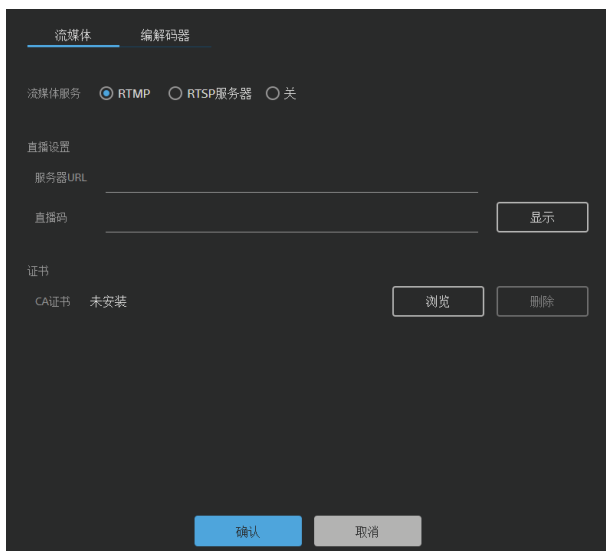 流媒体 编解码器
流媒体服务 RTMP RTSP服务器 关
直播设置
服务器URL
直播码 显示
证书
CA证书 未安装 浏览 删除
确认 取消